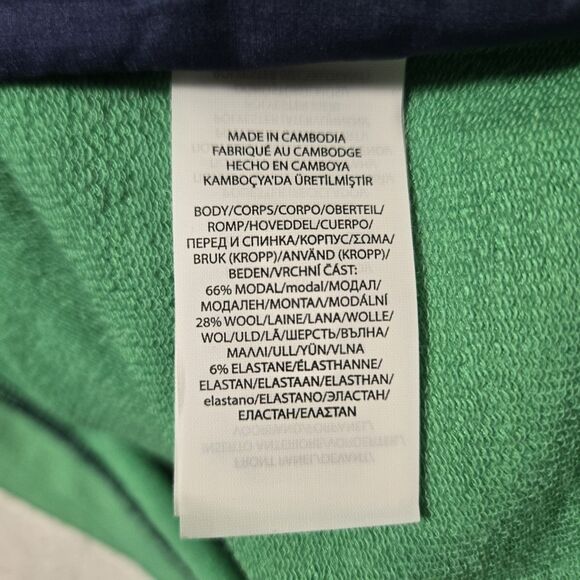 MADE IN CAMBODIA
FABRIQUÉ AU CAMBODGE
HECHO EN CAMBOYA
KAMBOÇYA'DA ÜRETİLMİŞTİR
BODY/CORPS/CORPO/OBERTEIL/
ROMP/HOVEDDEL/CUERPO/
ПЕРЕД И СПИНКА/КОРПУС/ΣΩΜΑ/
BRUK (KROPP)/ANVÄND (KROPP)/
BEDEN/VRCHNÍ ČÁST:
66% MODAL/modal/МОДАЛ/
МОДАЛЕН/ΜΟΝΤΑΛ/MODÁLNÍ
28% WOOL/LAINE/LANA/WOLLE/
WOL/ULD/LÃ/ШЕРСТЬ/ВЪЛНА/
ΜΑΛΛΙ/ULL/YÜN/VLNA
6% ELASTANE/ÉLASTHANNE/
ELASTAN/ELASTAAN/ELASTHAN/
elastano/ELASTANO/ЭЛАСТАН/
ЕЛАСТАН/ΕΛΑΣΤΑΝ